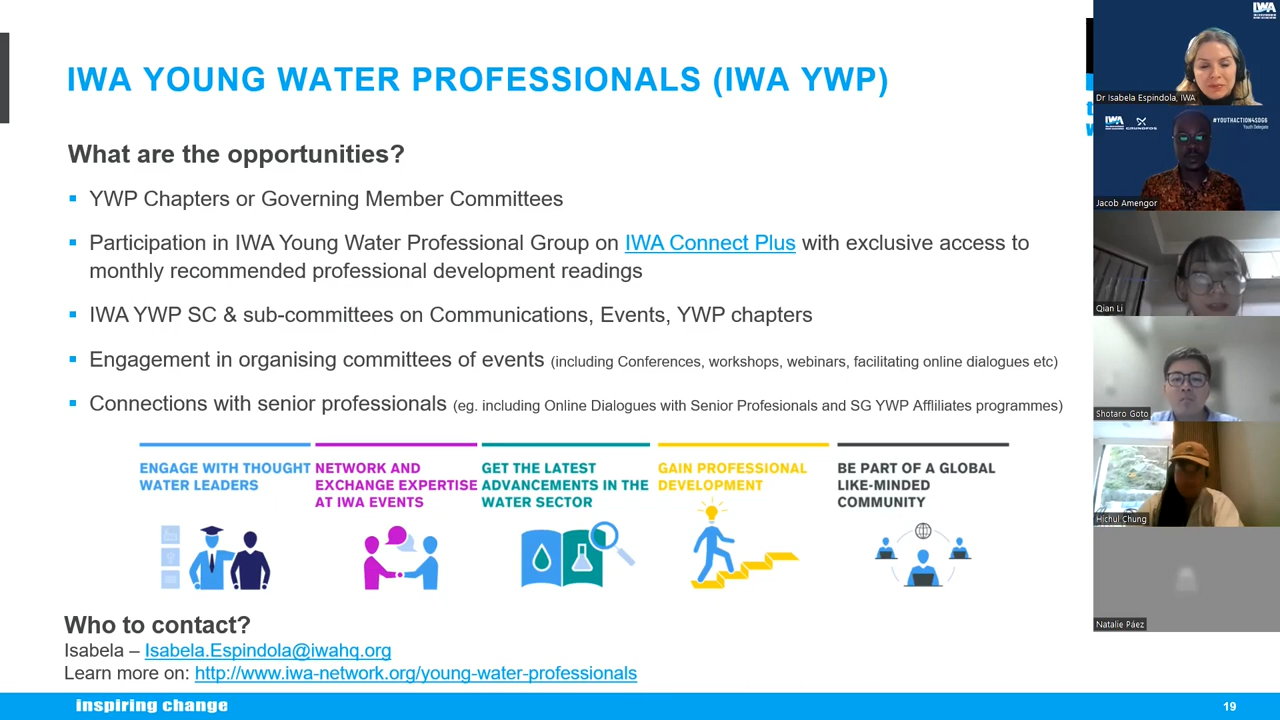 IWA YOUNG WATER PROFESSIONALS (IWA YWP)
What are the opportunities?
YWP Chapters or Governing Member Committees
Participation in IWA Young Water Professional Group on IWA Connect Plus with exclusive access to
monthly recommended professional development readings
IWA YWP SC & sub-committees on Communications, Events, YWP chapters
Engagement in organising committees of events (including Conferences, workshops, webinars, facilitating online dialogues etc)
Connections with senior professionals (eg. including Online Dialogues with Senior Profesionals and SG YWP Affliliates programmes)
ENGAGE WITH THOUGHT
WATER LEADERS
NETWORK AND
EXCHANGE EXPERTISE
AT IWA EVENTS
GET THE LATEST
ADVANCEMENTS IN THE
WATER SECTOR
GAIN PROFESSIONAL
DEVELOPMENT
BE PART OF A GLOBAL
LIKE-MINDED
COMMUNITY
Who to contact?
Isabela – Isabela.Espindola@iwahq.org
Learn more on: http://www.iwa-network.org/young-water-professionals
inspiring change
19
IWA
Dr Isabela Espindola, IWA
IWA
GRUNDFOS
#YOUTHACTION4SDG6
Youth Delegate
Jacob Amengor
Qian Li
Shotaro Goto
Hichul Chung
Natalie Páez